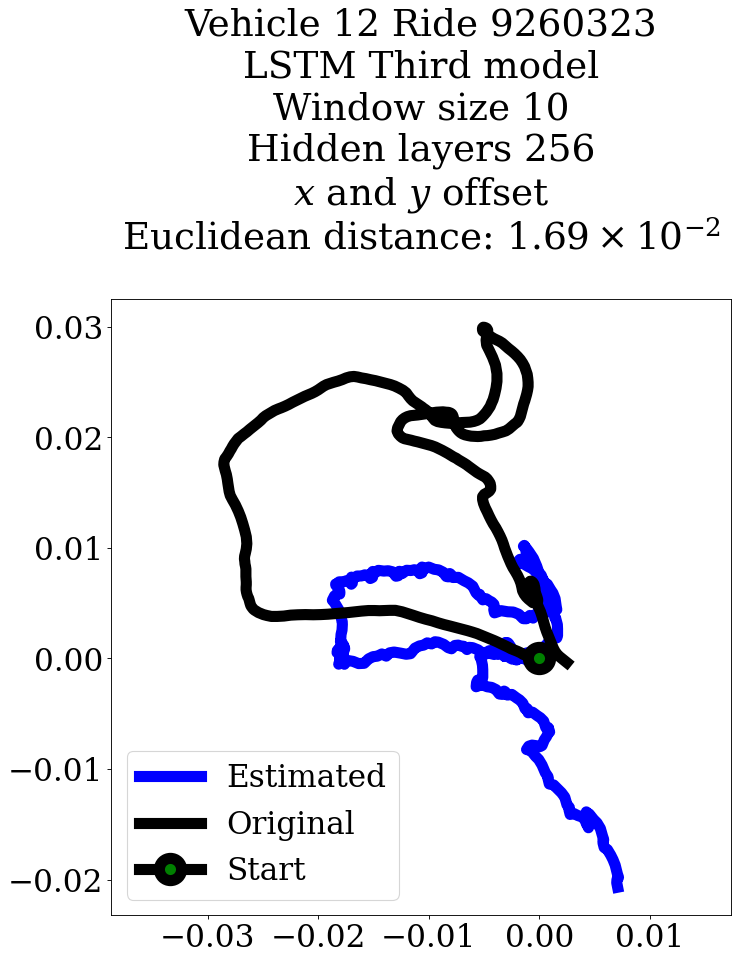 Vehicle 12 Ride 9260323
LSTM Third model
Window size 10
Hidden layers 256
x and y offset
Euclidean distance: 1.69 × 10⁻²
0.03
0.02
0.01
0.00
−0.01
−0.02
Estimated
Original
Start
−0.03 −0.02 −0.01 0.00 0.01